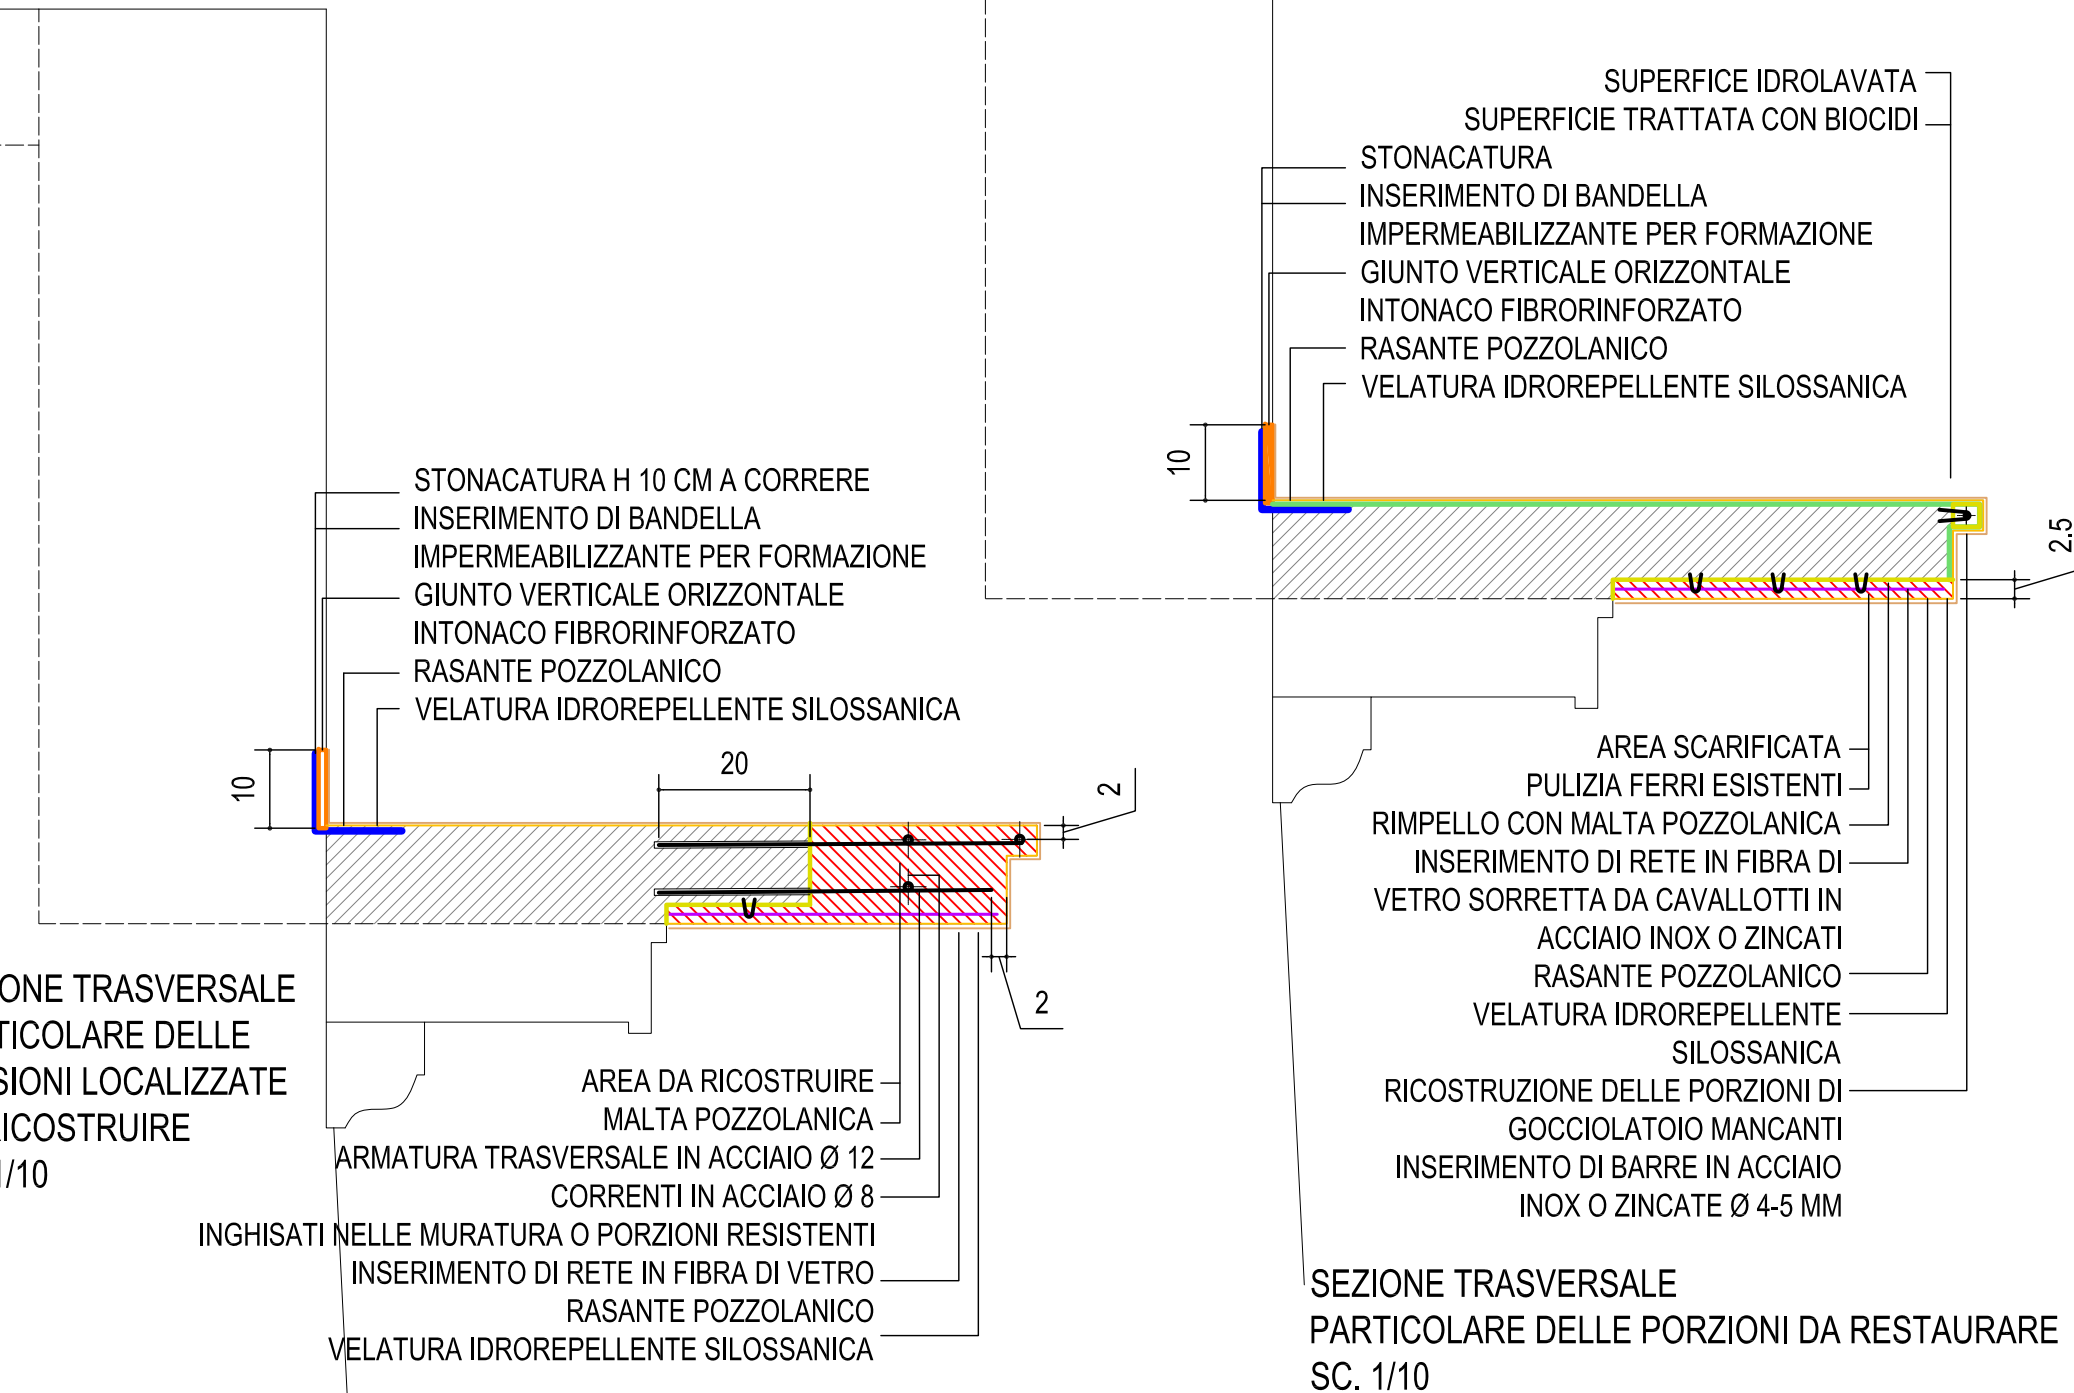 STONACATURA H 10 CM A CORRERE
INSERIMENTO DI BANDELLA
IMPERMEABILIZZANTE PER FORMAZIONE
GIUNTO VERTICALE ORIZZONTALE
INTONACO FIBRORINFORZATO
RASANTE POZZOLANICO
VELATURA IDROREPELLENTE SILOSSANICA
10
20
2
2
ONE TRASVERSALE
TICOLARE DELLE
SIONI LOCALIZZATE
RICOSTRUIRE
1/10
AREA DA RICOSTRUIRE
MALTA POZZOLANICA
ARMATURA TRASVERSALE IN ACCIAIO Ø 12
CORRENTI IN ACCIAIO Ø 8
INGHISATI NELLE MURATURA O PORZIONI RESISTENTI
INSERIMENTO DI RETE IN FIBRA DI VETRO
RASANTE POZZOLANICO
VELATURA IDROREPELLENTE SILOSSANICA
SUPERFICE IDROLAVATA
SUPERFICIE TRATTATA CON BIOCIDI
STONACATURA
INSERIMENTO DI BANDELLA
IMPERMEABILIZZANTE PER FORMAZIONE
GIUNTO VERTICALE ORIZZONTALE
INTONACO FIBRORINFORZATO
RASANTE POZZOLANICO
VELATURA IDROREPELLENTE SILOSSANICA
10
2.5
AREA SCARIFICATA
PULIZIA FERRI ESISTENTI
RIMPELLO CON MALTA POZZOLANICA
INSERIMENTO DI RETE IN FIBRA DI
VETRO SORRETTA DA CAVALLOTTI IN
ACCIAIO INOX O ZINCATI
RASANTE POZZOLANICO
VELATURA IDROREPELLENTE
SILOSSANICA
RICOSTRUZIONE DELLE PORZIONI DI
GOCCIOLATOIO MANCANTI
INSERIMENTO DI BARRE IN ACCIAIO
INOX O ZINCATE Ø 4-5 MM
SEZIONE TRASVERSALE
PARTICOLARE DELLE PORZIONI DA RESTAURARE
SC. 1/10